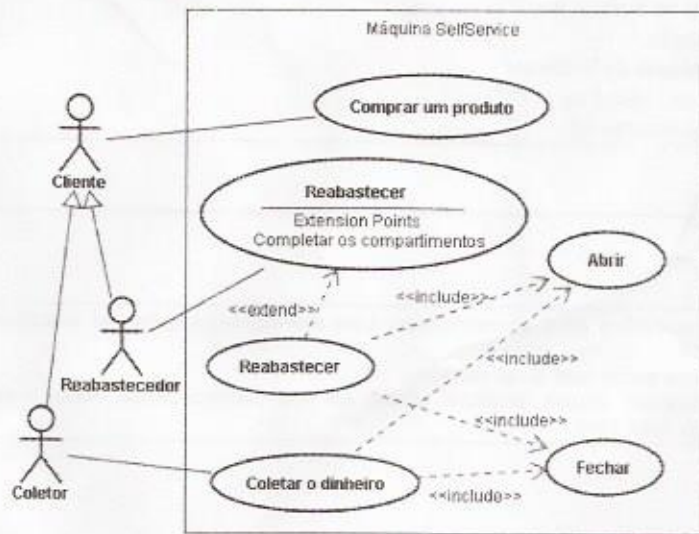 Máquina SelfService
Comprar um produto
Cliente
Reabastecer
Extension Points
Completar os compartimentos
Abrir
<<extend>>
<<include>>
<<include>>
Reabastecedor
Reabastecer
<<include>>
Coletor
Coletar o dinheiro
<<include>>
Fechar